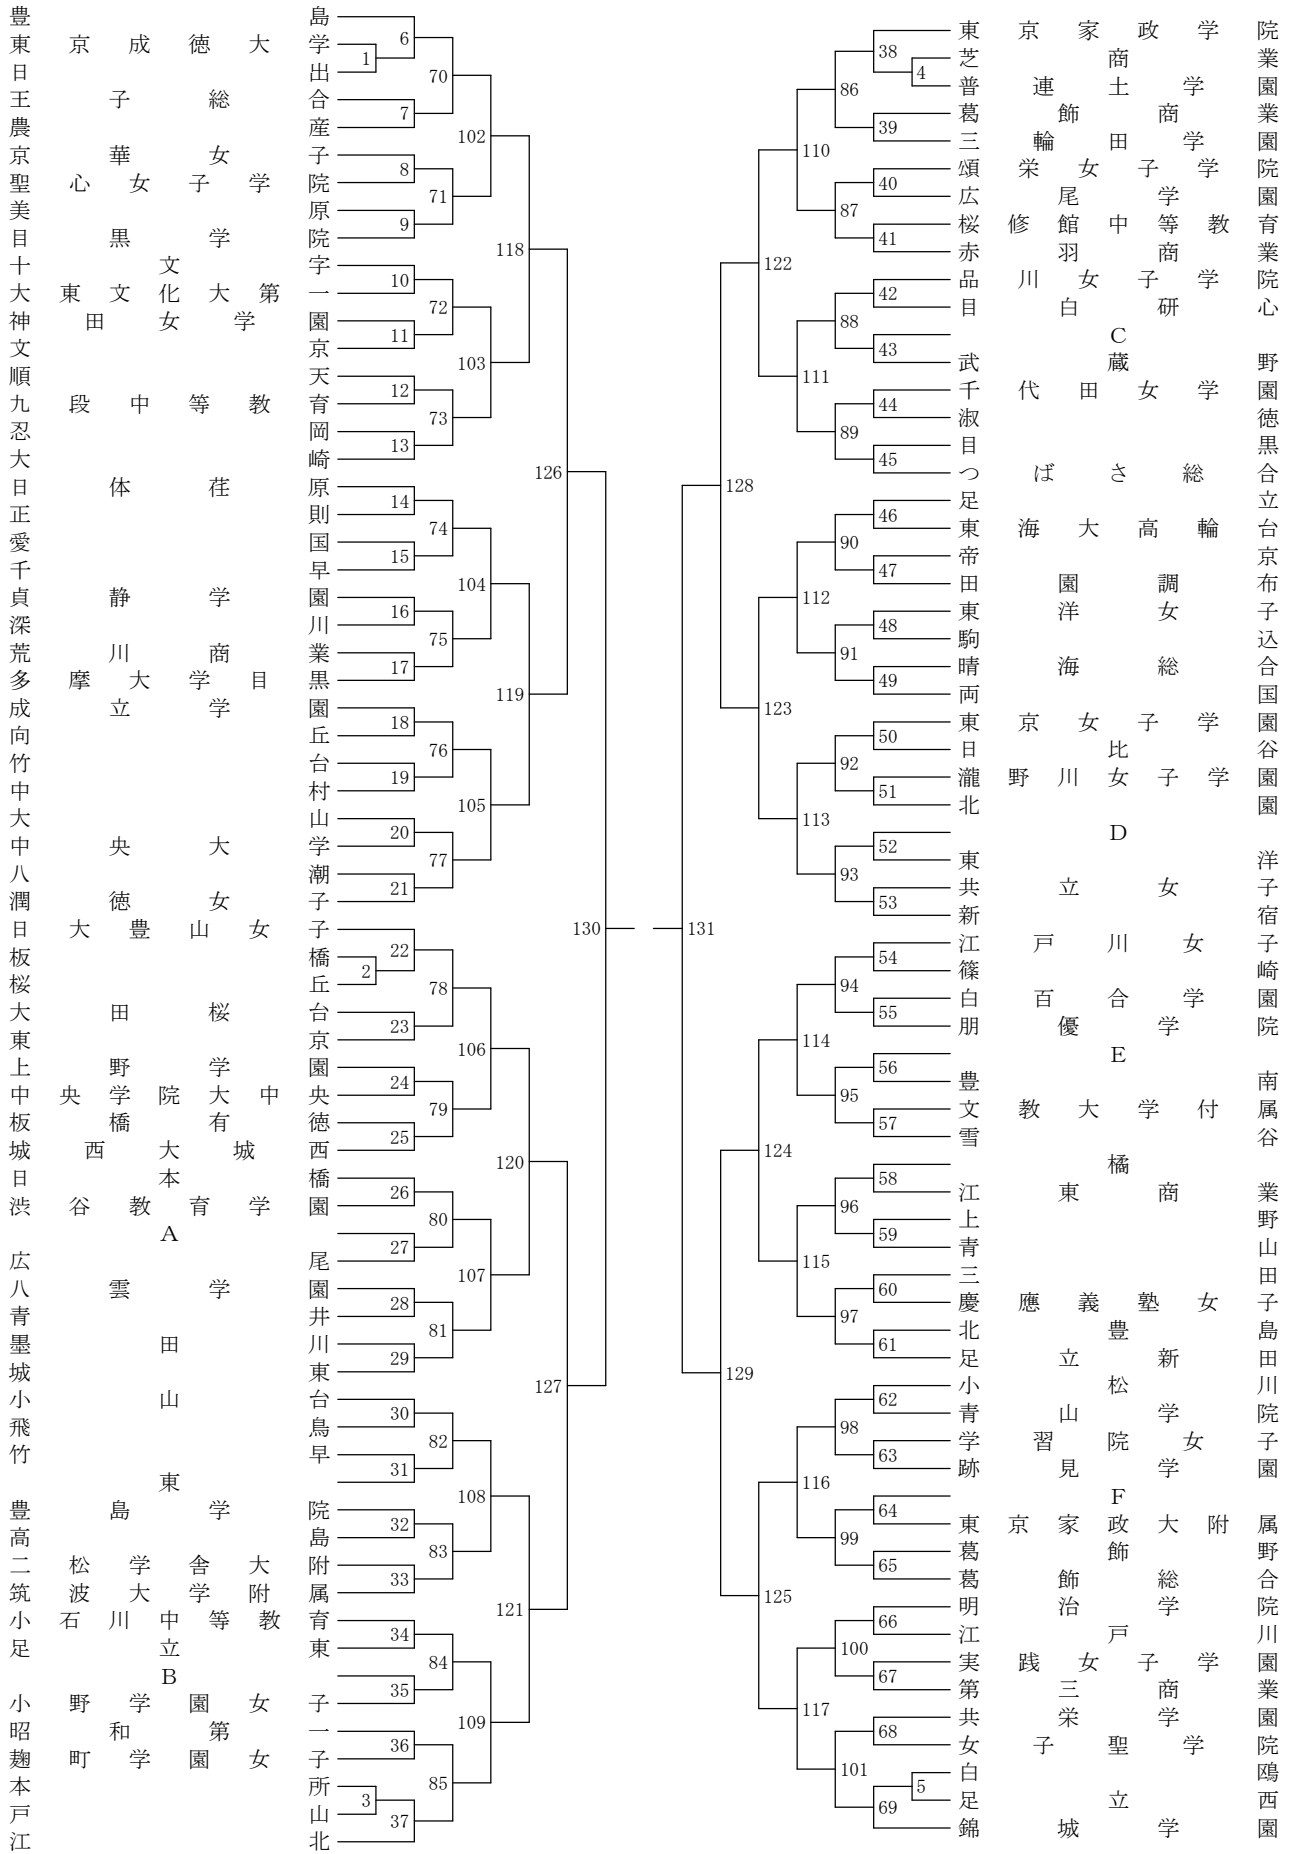 豊島
東京成徳大学
日出
王子総合
農産
京華女子
聖心女子学院
美原
目黒学院
十文字
大東文化大第一
神田女学園
文京
順天
九段中等教育
忍岡
大崎
日体荏原
正則
愛国
千早
貞静学園
深川
荒川商業
多摩大学目黒
成立学園
向丘
竹台
中村
大山
中央大学
八潮
潤徳女子
日大豊山女子
板橋
桜丘
大田桜台
東京
上野学園
中央学院大中央
板橋有徳
城西大城西
日本橋
渋谷教育学園
A
広尾
八雲学園
青井
墨田川
城東
小山台
飛鳥
竹早
東
豊島学院
高島
二松学舎大附
筑波大学附属
小石川中等教育
足立東
B
小野学園女子
昭和第一
麹町学園女子
本所
戸山
江北
1
2
3
6
7
8
9
10
11
12
13
14
15
16
17
18
19
20
21
22
23
24
25
26
27
28
29
30
31
32
33
34
35
36
37
70
71
72
73
74
75
76
77
78
79
80
81
82
83
84
85
102
103
104
105
106
107
108
109
118
119
120
121
126
127
130
131
128
129
122
123
124
125
110
111
112
113
114
115
116
117
86
87
88
89
90
91
92
93
94
95
96
97
98
99
100
101
38
39
40
41
42
43
44
45
46
47
48
49
50
51
52
53
54
55
56
57
58
59
60
61
62
63
64
65
66
67
68
69
4
5
東京家政学院
芝商業
普連土学園
葛飾商業
三輪田学園
頌栄女子学院
広尾学園
桜修館中等教育
赤羽商業
品川女子学院
目白研心
C
武蔵野
千代田女学園
淑徳
目黒
つばさ総合
足立
東海大高輪台
帝京
田園調布
東洋女子
駒込
晴海総合
両国
東京女子学園
日比谷
瀧野川女子学園
北園
D
東洋
共立女子
新宿
江戸川女子
篠崎
白百合学園
朋優学院
E
豊南
文教大学付属
雪谷
橘
江東商業
上野
青山
三田
慶應義塾女子
北豊島
足立新田
小松川
青山学院
学習院女子
跡見学園
F
東京家政大附属
葛飾野
葛飾総合
明治学院
江戸川
実践女子学園
第三商業
共栄学園
女子聖学院
白鴎
足立西
錦城学園